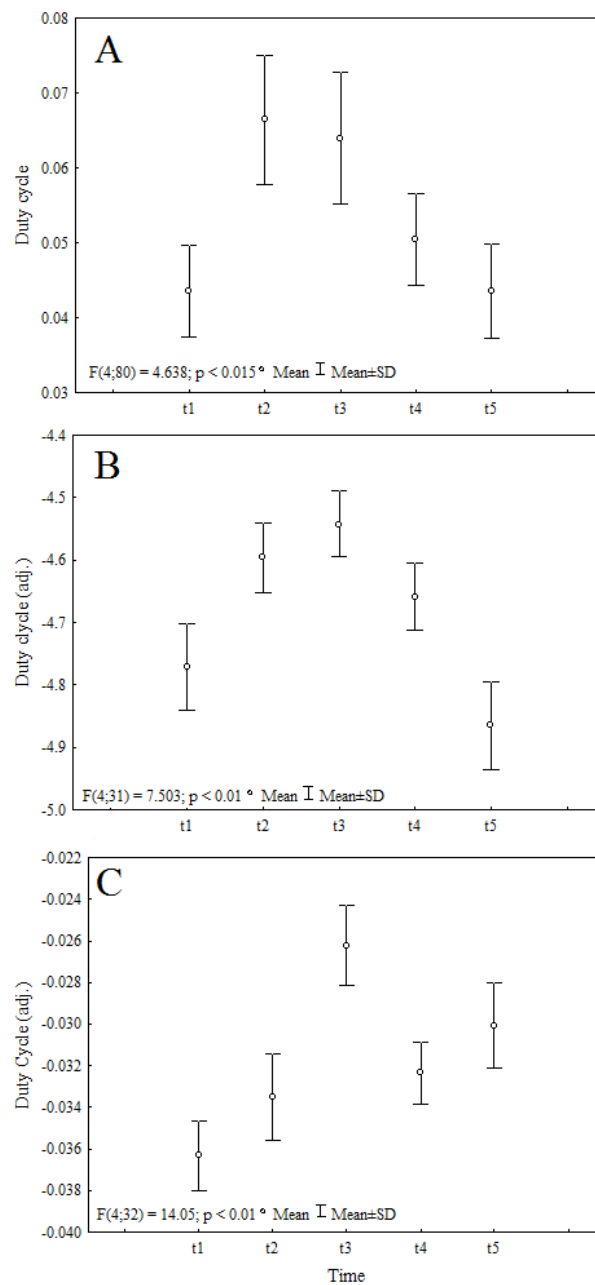 A
0.08
0.07
0.06
0.05
0.04
0.03
Duty cycle
F(4;80) = 4.638; p < 0.015 Mean Mean±SD
t1 t2 t3 t4 t5
B
-4.4
-4.5
-4.6
-4.7
-4.8
-4.9
-5.0
Duty clycle (adj.)
F(4;31) = 7.503; p < 0.01 Mean Mean±SD
t1 t2 t3 t4 t5
C
-0.022
-0.024
-0.026
-0.028
-0.030
-0.032
-0.034
-0.036
-0.038
-0.040
Duty Cycle (adj.)
F(4;32) = 14.05; p < 0.01 Mean Mean±SD
t1 t2 t3 t4 t5
Time